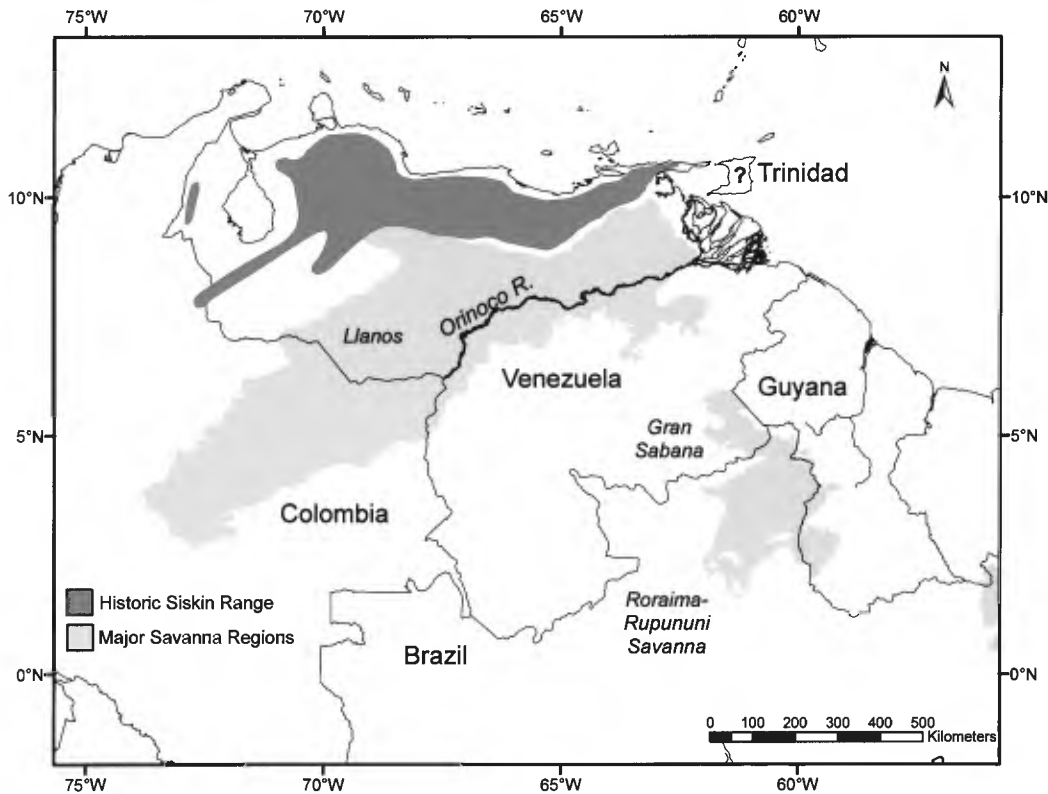 75°W 70°W 65°W 60°W
N
10°N
?
Trinidad
10°N
Orinoco R.
Llanos
Venezuela
Guyana
Gran
Sabana
5°N
5°N
Colombia
Historic Siskin Range
Major Savanna Regions
Roraima-
Rupununi
Savanna
Brazil
0°N
0°N
0 100 200 300 400 500
Kilometers
75°W 70°W 65°W 60°W